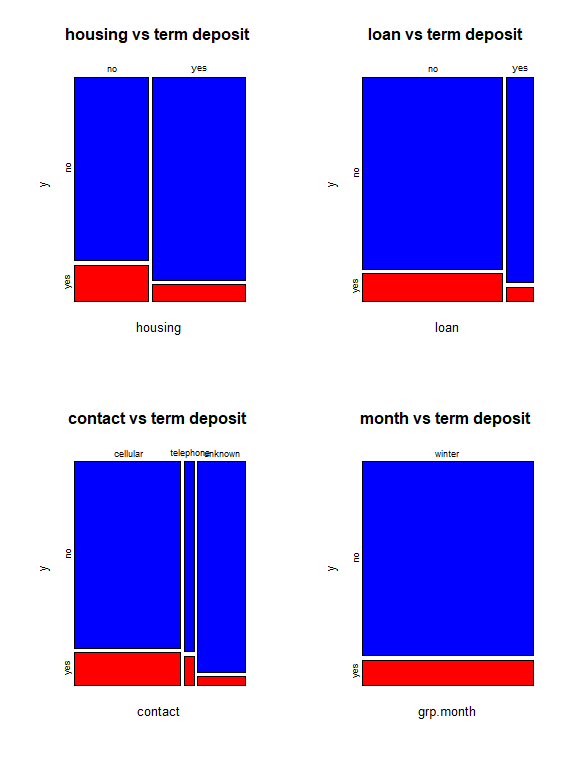 housing vs term deposit
no yes
y
no
yes
housing
loan vs term deposit
no yes
y
no
yes
loan
contact vs term deposit
cellular telephone unknown
y
no
yes
contact
month vs term deposit
winter
y
no
yes
grp.month